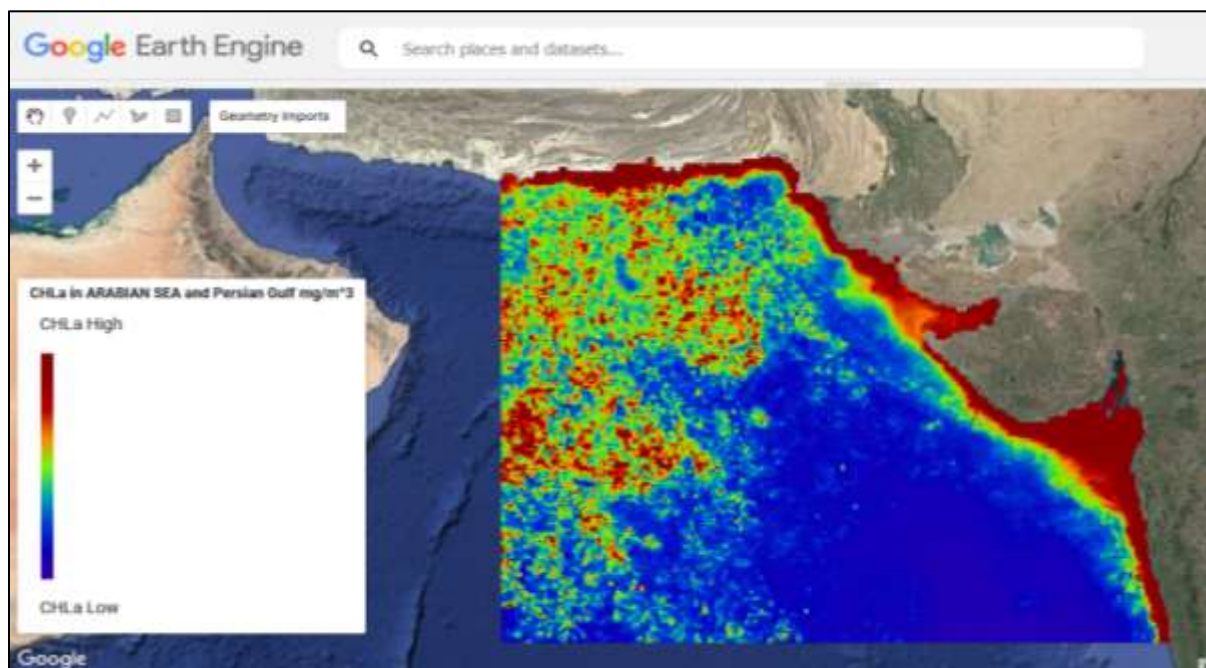 Google Earth Engine
Search places and datasets...
Geometry Imports
+
−
CHLa in ARABIAN SEA and Persian Gulf mg/m^3
CHLa High
CHLa Low
Google